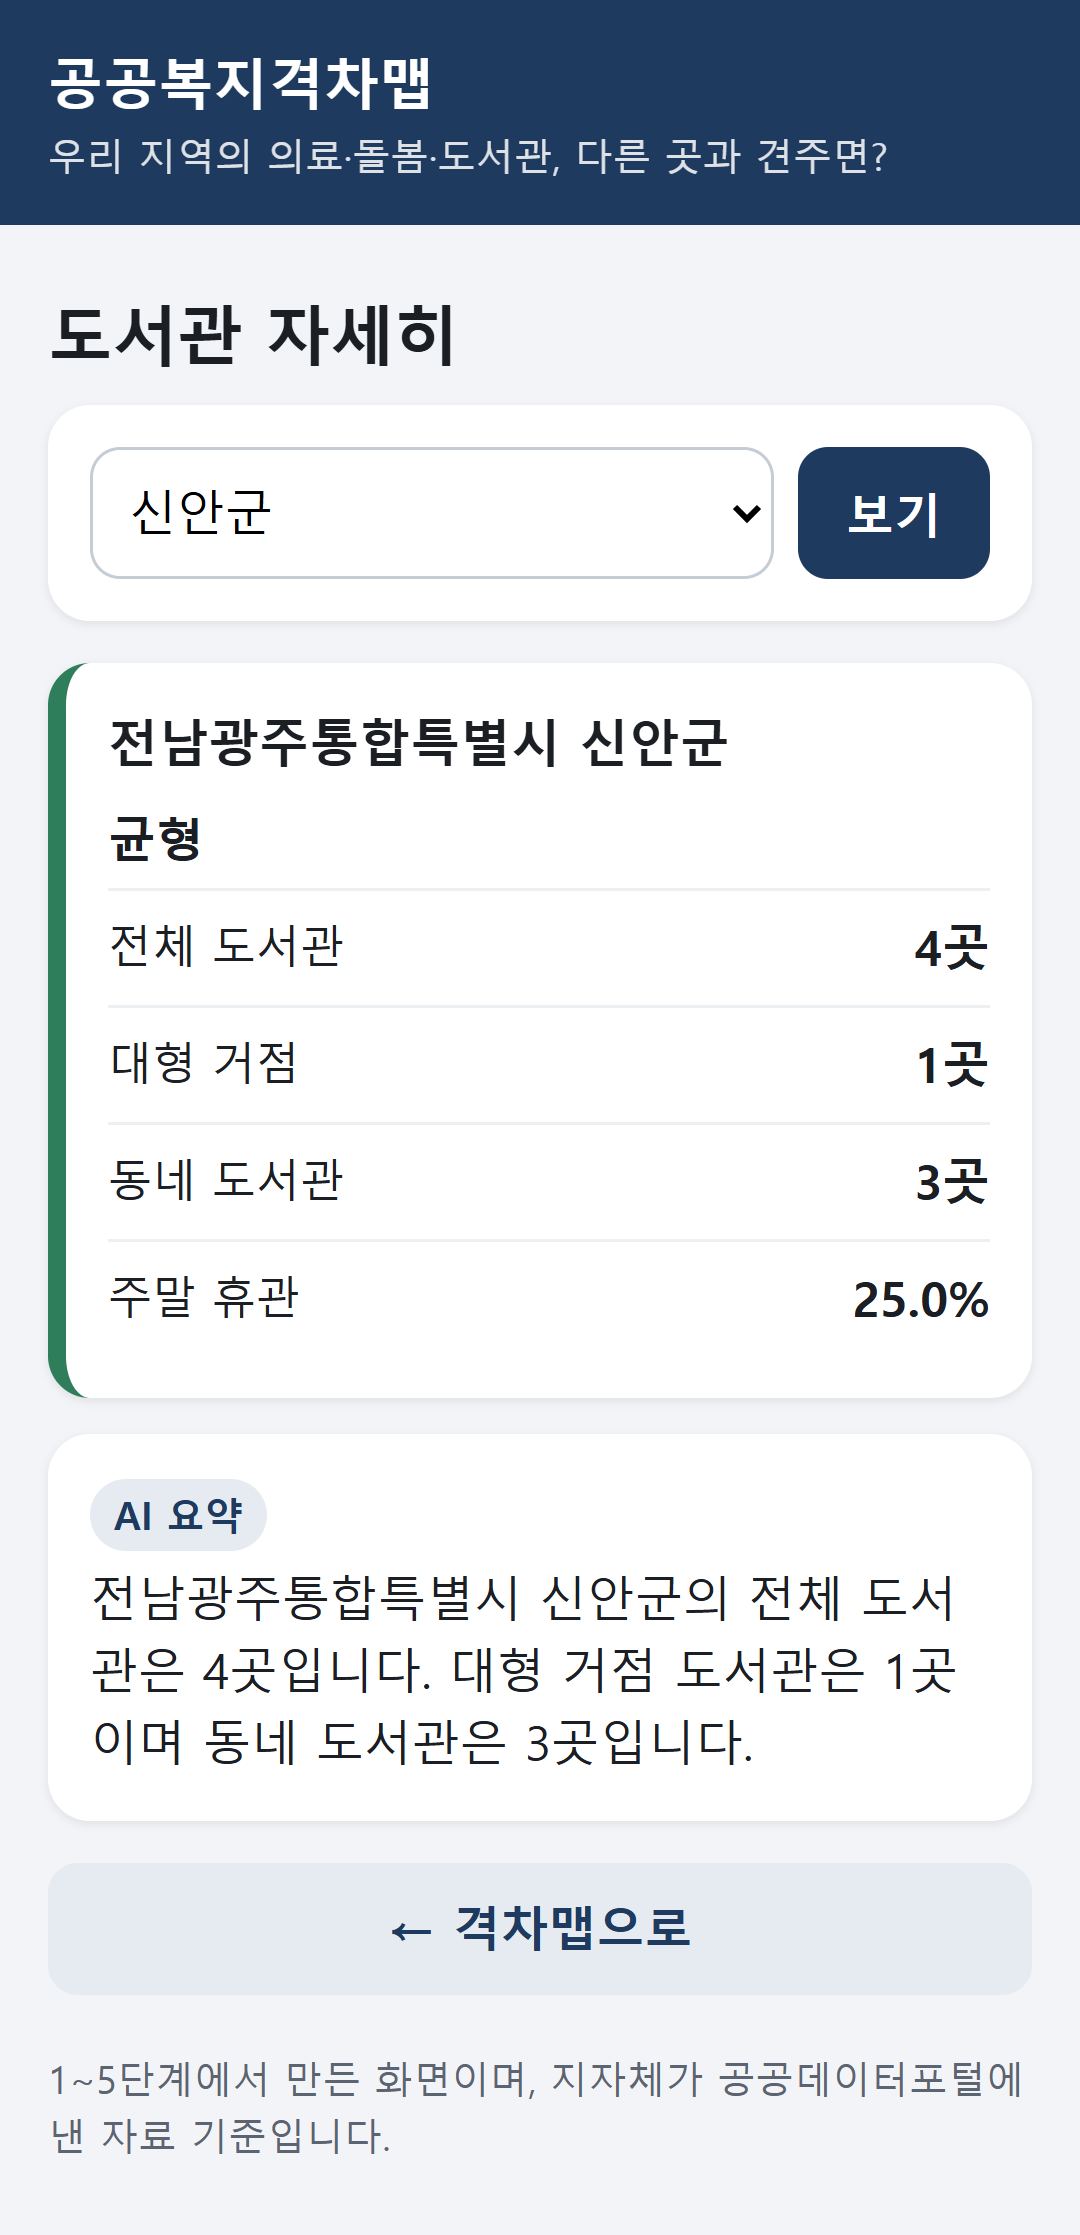 공공복지격차맵
우리 지역의 의료·돌봄·도서관, 다른 곳과 견주면?
도서관 자세히
신안군
보기
전남광주통합특별시 신안군
균형
전체 도서관 4곳
대형 거점 1곳
동네 도서관 3곳
주말 휴관 25.0%
AI 요약
전남광주통합특별시 신안군의 전체 도서
관은 4곳입니다. 대형 거점 도서관은 1곳
이며 동네 도서관은 3곳입니다.
← 격차맵으로
1~5단계에서 만든 화면이며, 지자체가 공공데이터포털에
낸 자료 기준입니다.